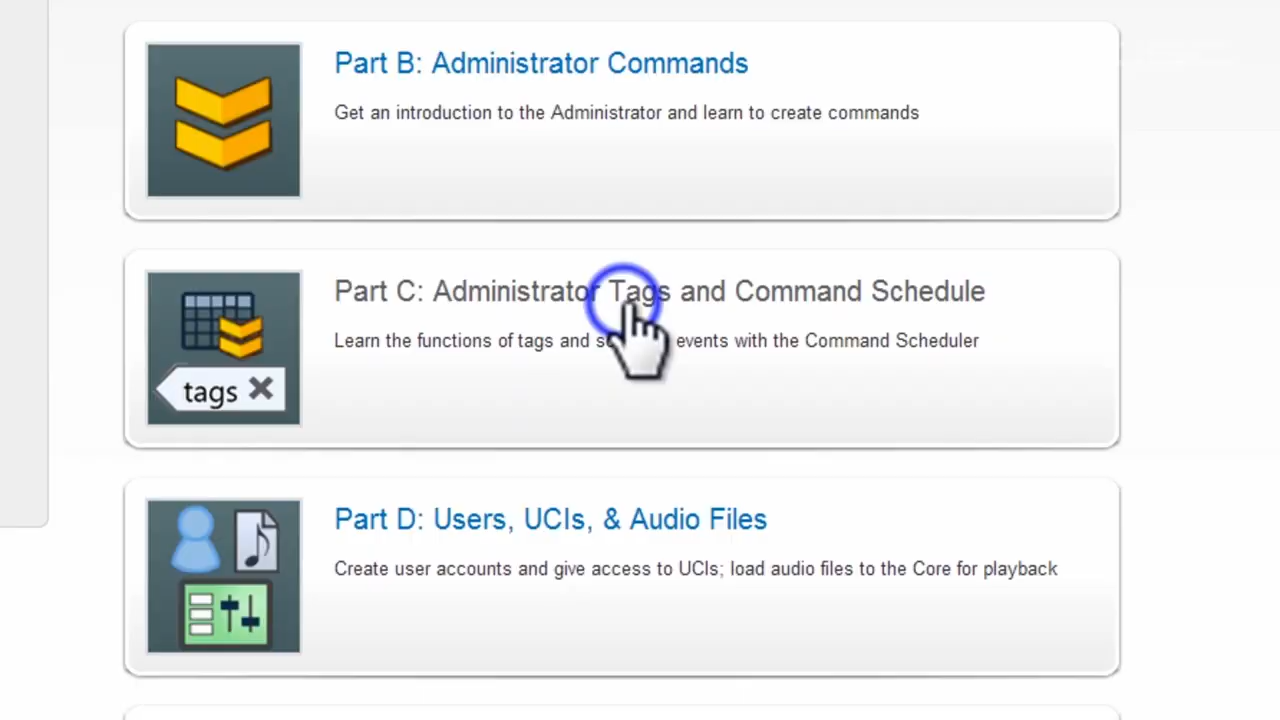 Part B: Administrator Commands
Get an introduction to the Administrator and learn to create commands
Part C: Administrator Tags and Command Schedule
Learn the functions of tags and events with the Command Scheduler
tags
Part D: Users, UCIs, & Audio Files
Create user accounts and give access to UCIs; load audio files to the Core for playback